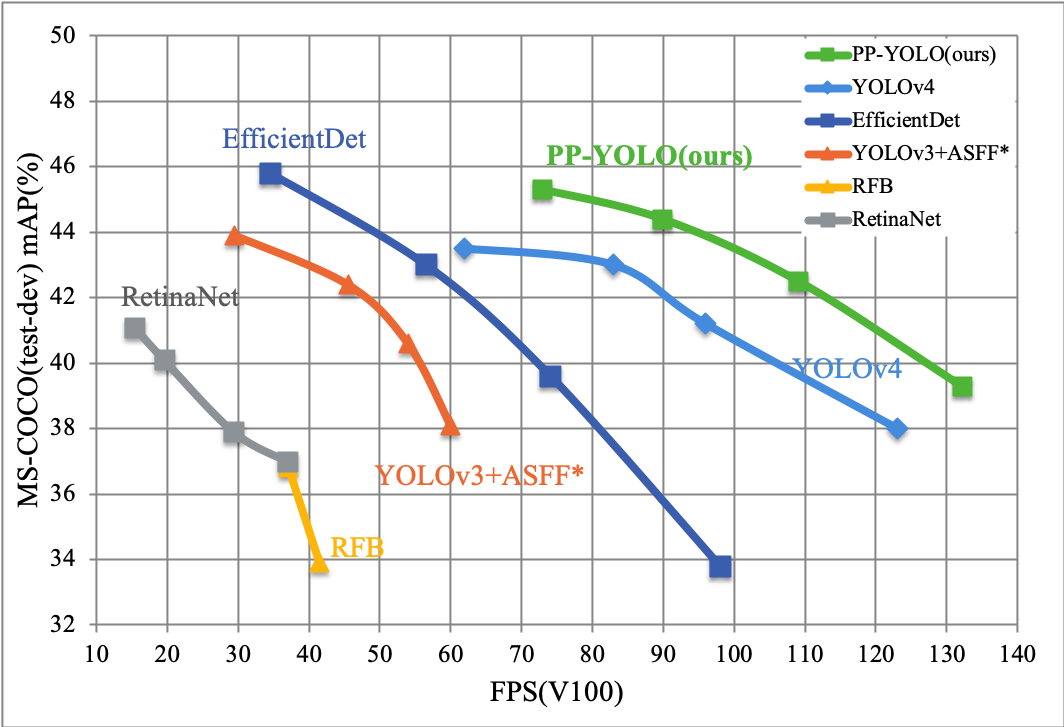 50
48
46
44
42
40
38
36
34
32
MS-COCO(test-dev) mAP(%)
10 20 30 40 50 60 70 80 90 100 110 120 130 140
FPS(V100)
PP-YOLO(ours)
YOLOv4
EfficientDet
YOLOv3+ASFF*
RFB
RetinaNet
EfficientDet
PP-YOLO(ours)
RetinaNet
YOLOv4
YOLOv3+ASFF*
RFB